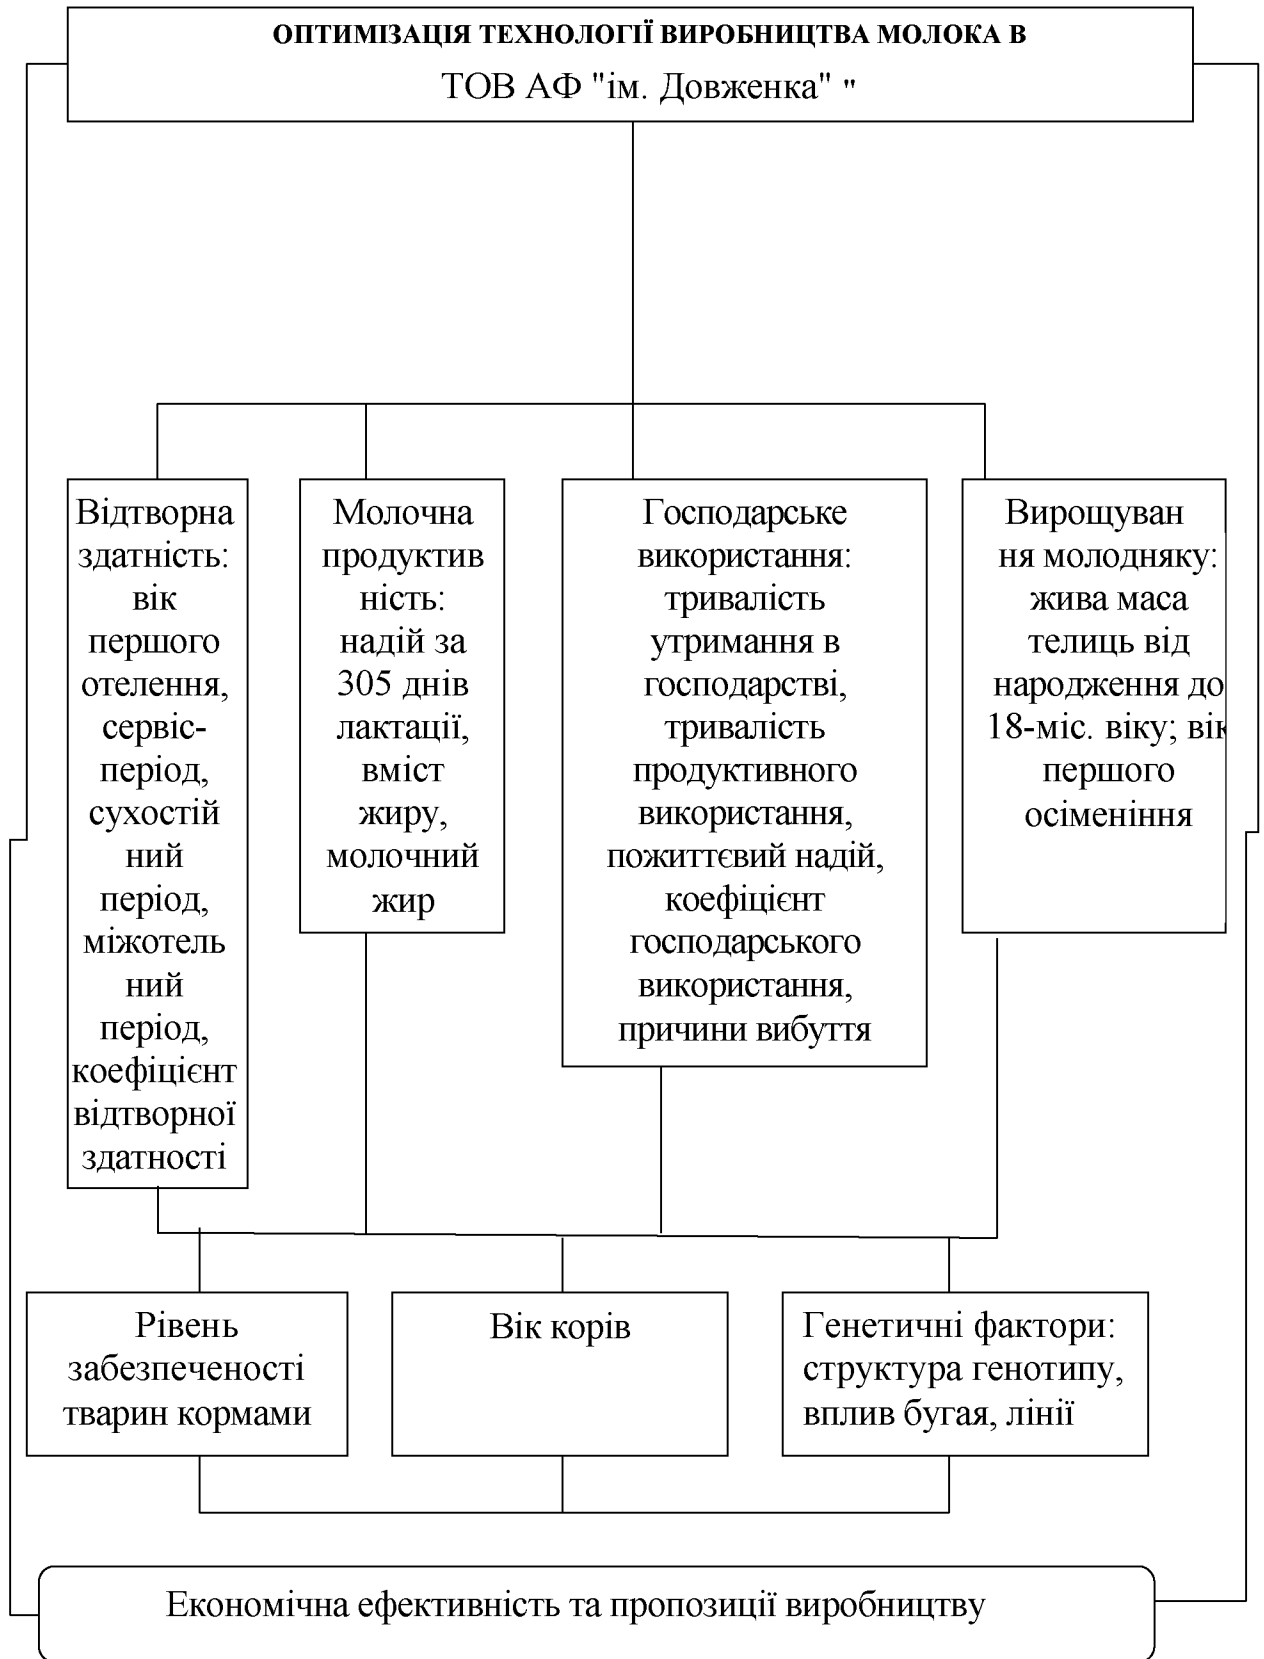 ОПТИМІЗАЦІЯ ТЕХНОЛОГІЇ ВИРОБНИЦТВА МОЛОКА В
ТОВ АФ "ім. Довженка" "
Відтворна
здатність:
вік
першого
отелення,
сервіс-
період,
сухостій
ний
період,
міжотель
ний
період,
коефіцієнт
відтворної
здатності
Молочна
продуктив
ність:
надій за
305 днів
лактації,
вміст
жиру,
молочний
жир
Господарське
використання:
тривалість
утримання в
господарстві,
тривалість
продуктивного
використання,
пожиттєвий надій,
коефіцієнт
господарського
використання,
причини вибуття
Вирощуван
ня молодняку:
жива маса
телиць від
народження до
18-міс. віку; вік
першого
осіменіння
Рівень
забезпеченості
тварин кормами
Вік корів
Генетичні фактори:
структура генотипу,
вплив бугая, лінії
Економічна ефективність та пропозиції виробництву